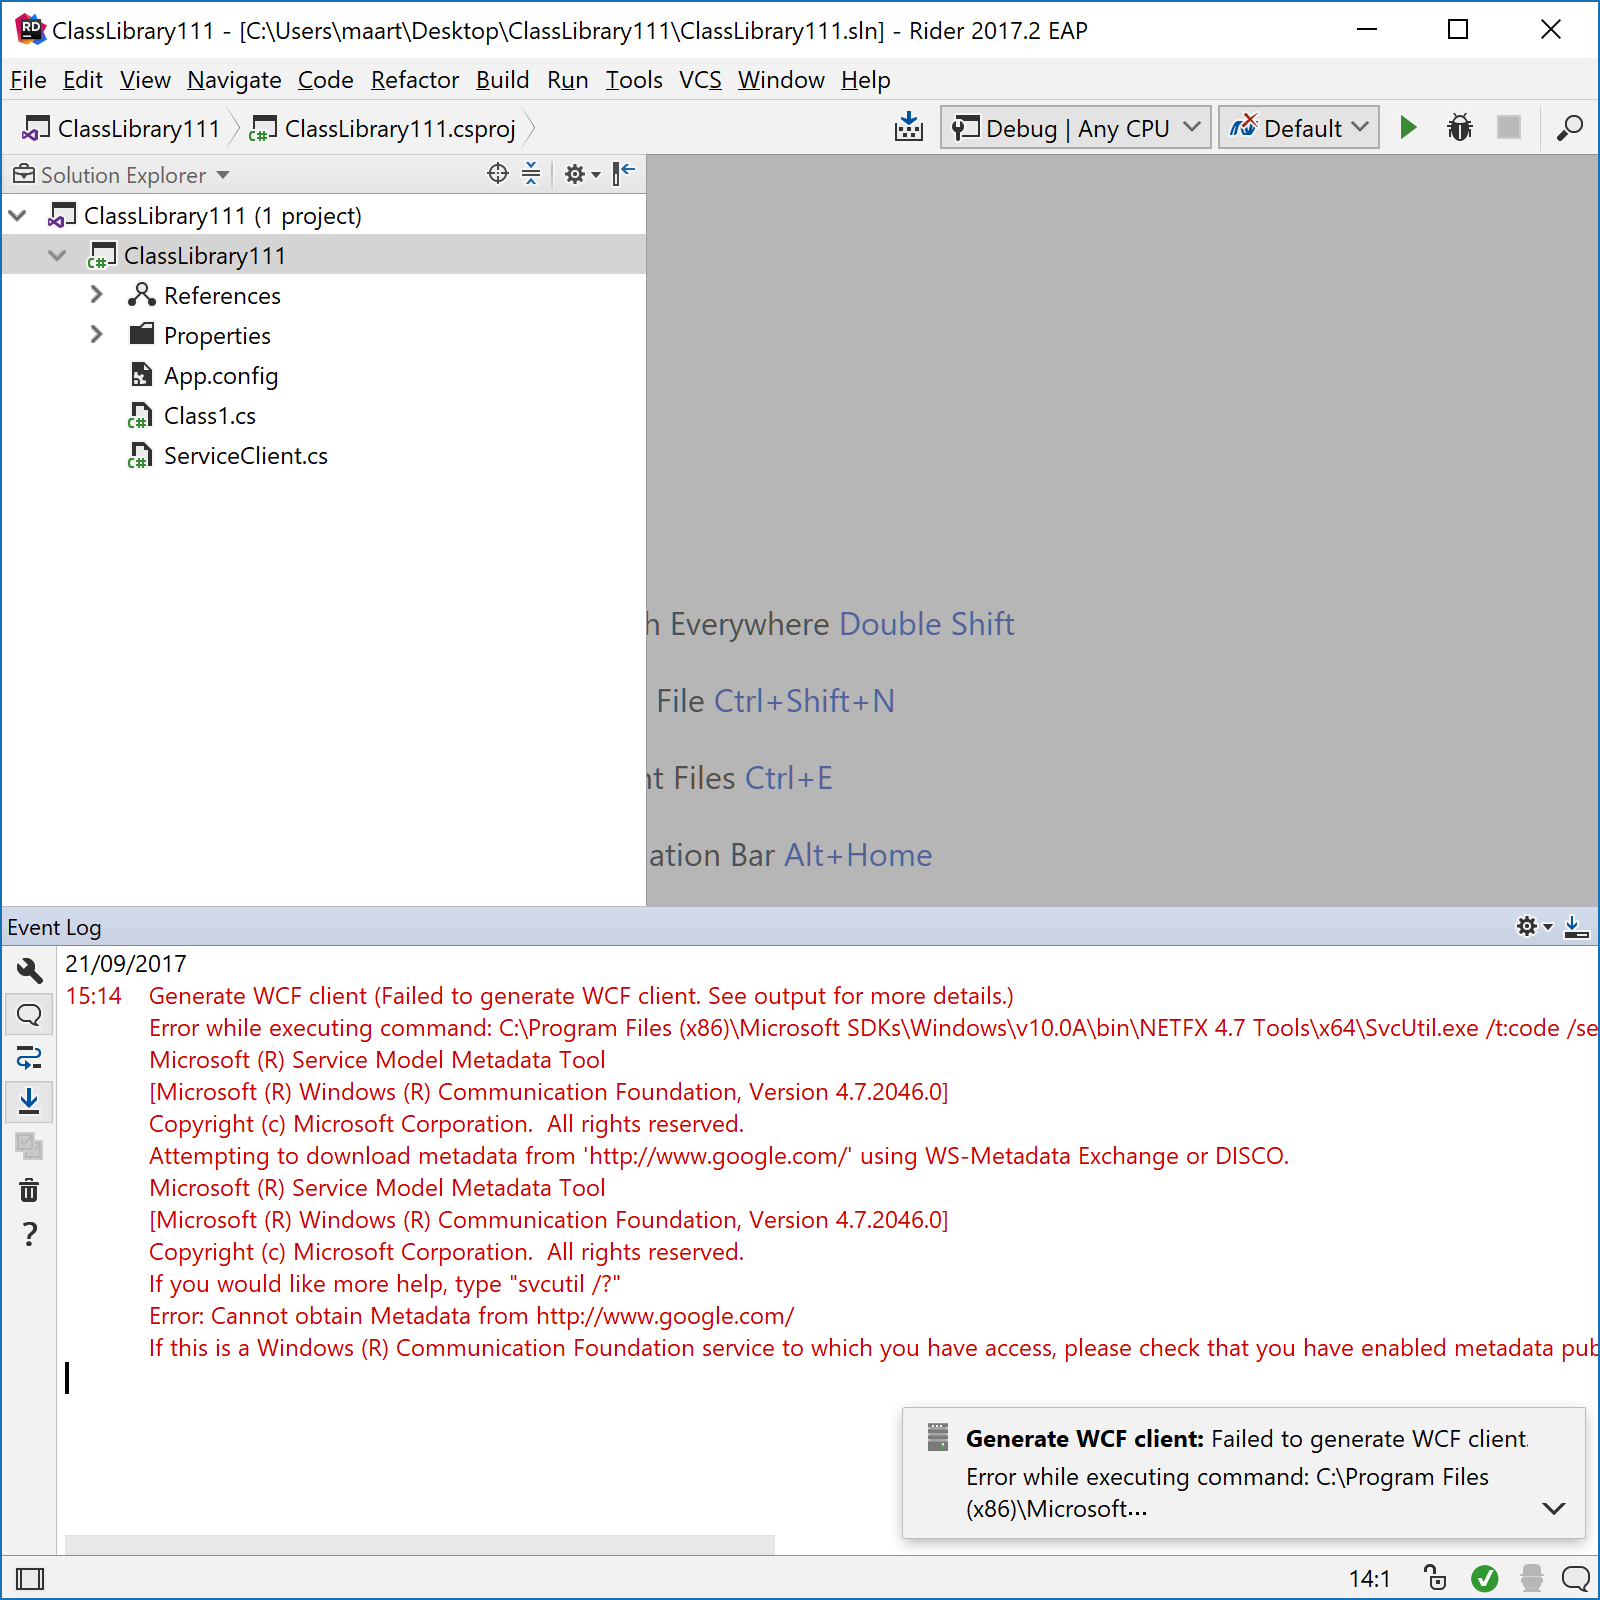 ClassLibrary111 - [C:\Users\maart\Desktop\ClassLibrary111\ClassLibrary111.sln] - Rider 2017.2 EAP
File Edit View Navigate Code Refactor Build Run Tools VCS Window Help
ClassLibrary111 ClassLibrary111.csproj Debug | Any CPU Default
Solution Explorer
ClassLibrary111 (1 project)
ClassLibrary111
References
Properties
App.config
Class1.cs
ServiceClient.cs
h Everywhere Double Shift
File Ctrl+Shift+N
nt Files Ctrl+E
ation Bar Alt+Home
Event Log
21/09/2017
15:14 Generate WCF client (Failed to generate WCF client. See output for more details.)
Error while executing command: C:\Program Files (x86)\Microsoft SDKs\Windows\v10.0A\bin\NETFX 4.7 Tools\x64\SvcUtil.exe /t:code /se
Microsoft (R) Service Model Metadata Tool
[Microsoft (R) Windows (R) Communication Foundation, Version 4.7.2046.0]
Copyright (c) Microsoft Corporation.  All rights reserved.
Attempting to download metadata from 'http://www.google.com/' using WS-Metadata Exchange or DISCO.
Microsoft (R) Service Model Metadata Tool
[Microsoft (R) Windows (R) Communication Foundation, Version 4.7.2046.0]
Copyright (c) Microsoft Corporation.  All rights reserved.
If you would like more help, type "svcutil /?"
Error: Cannot obtain Metadata from http://www.google.com/
If this is a Windows (R) Communication Foundation service to which you have access, please check that you have enabled metadata pub
Generate WCF client: Failed to generate WCF client.
Error while executing command: C:\Program Files
(x86)\Microsoft...
14:1